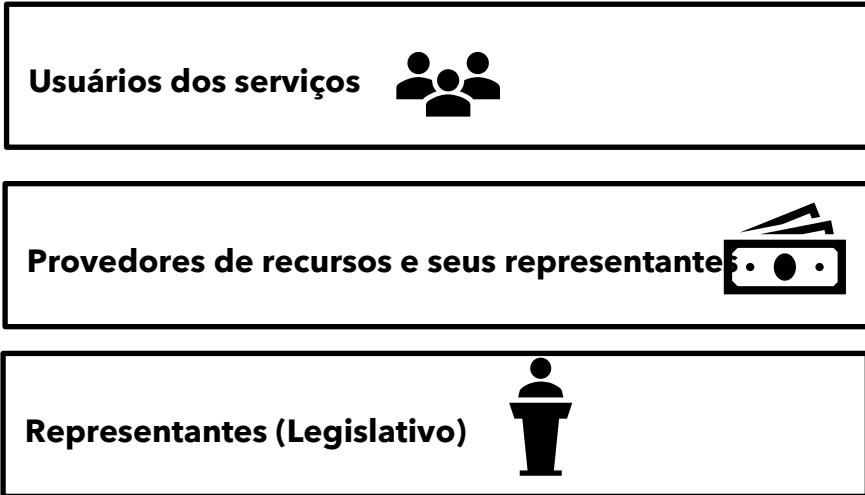 Usuários dos serviços
Provedores de recursos e seus representantes
Representantes (Legislativo)